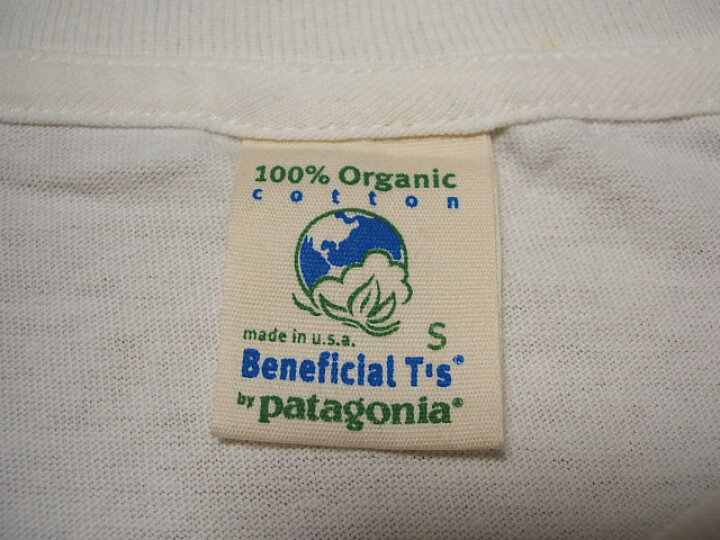 100% Organic
cotton
made in u.s.a. S
Beneficial T's®
by patagonia®